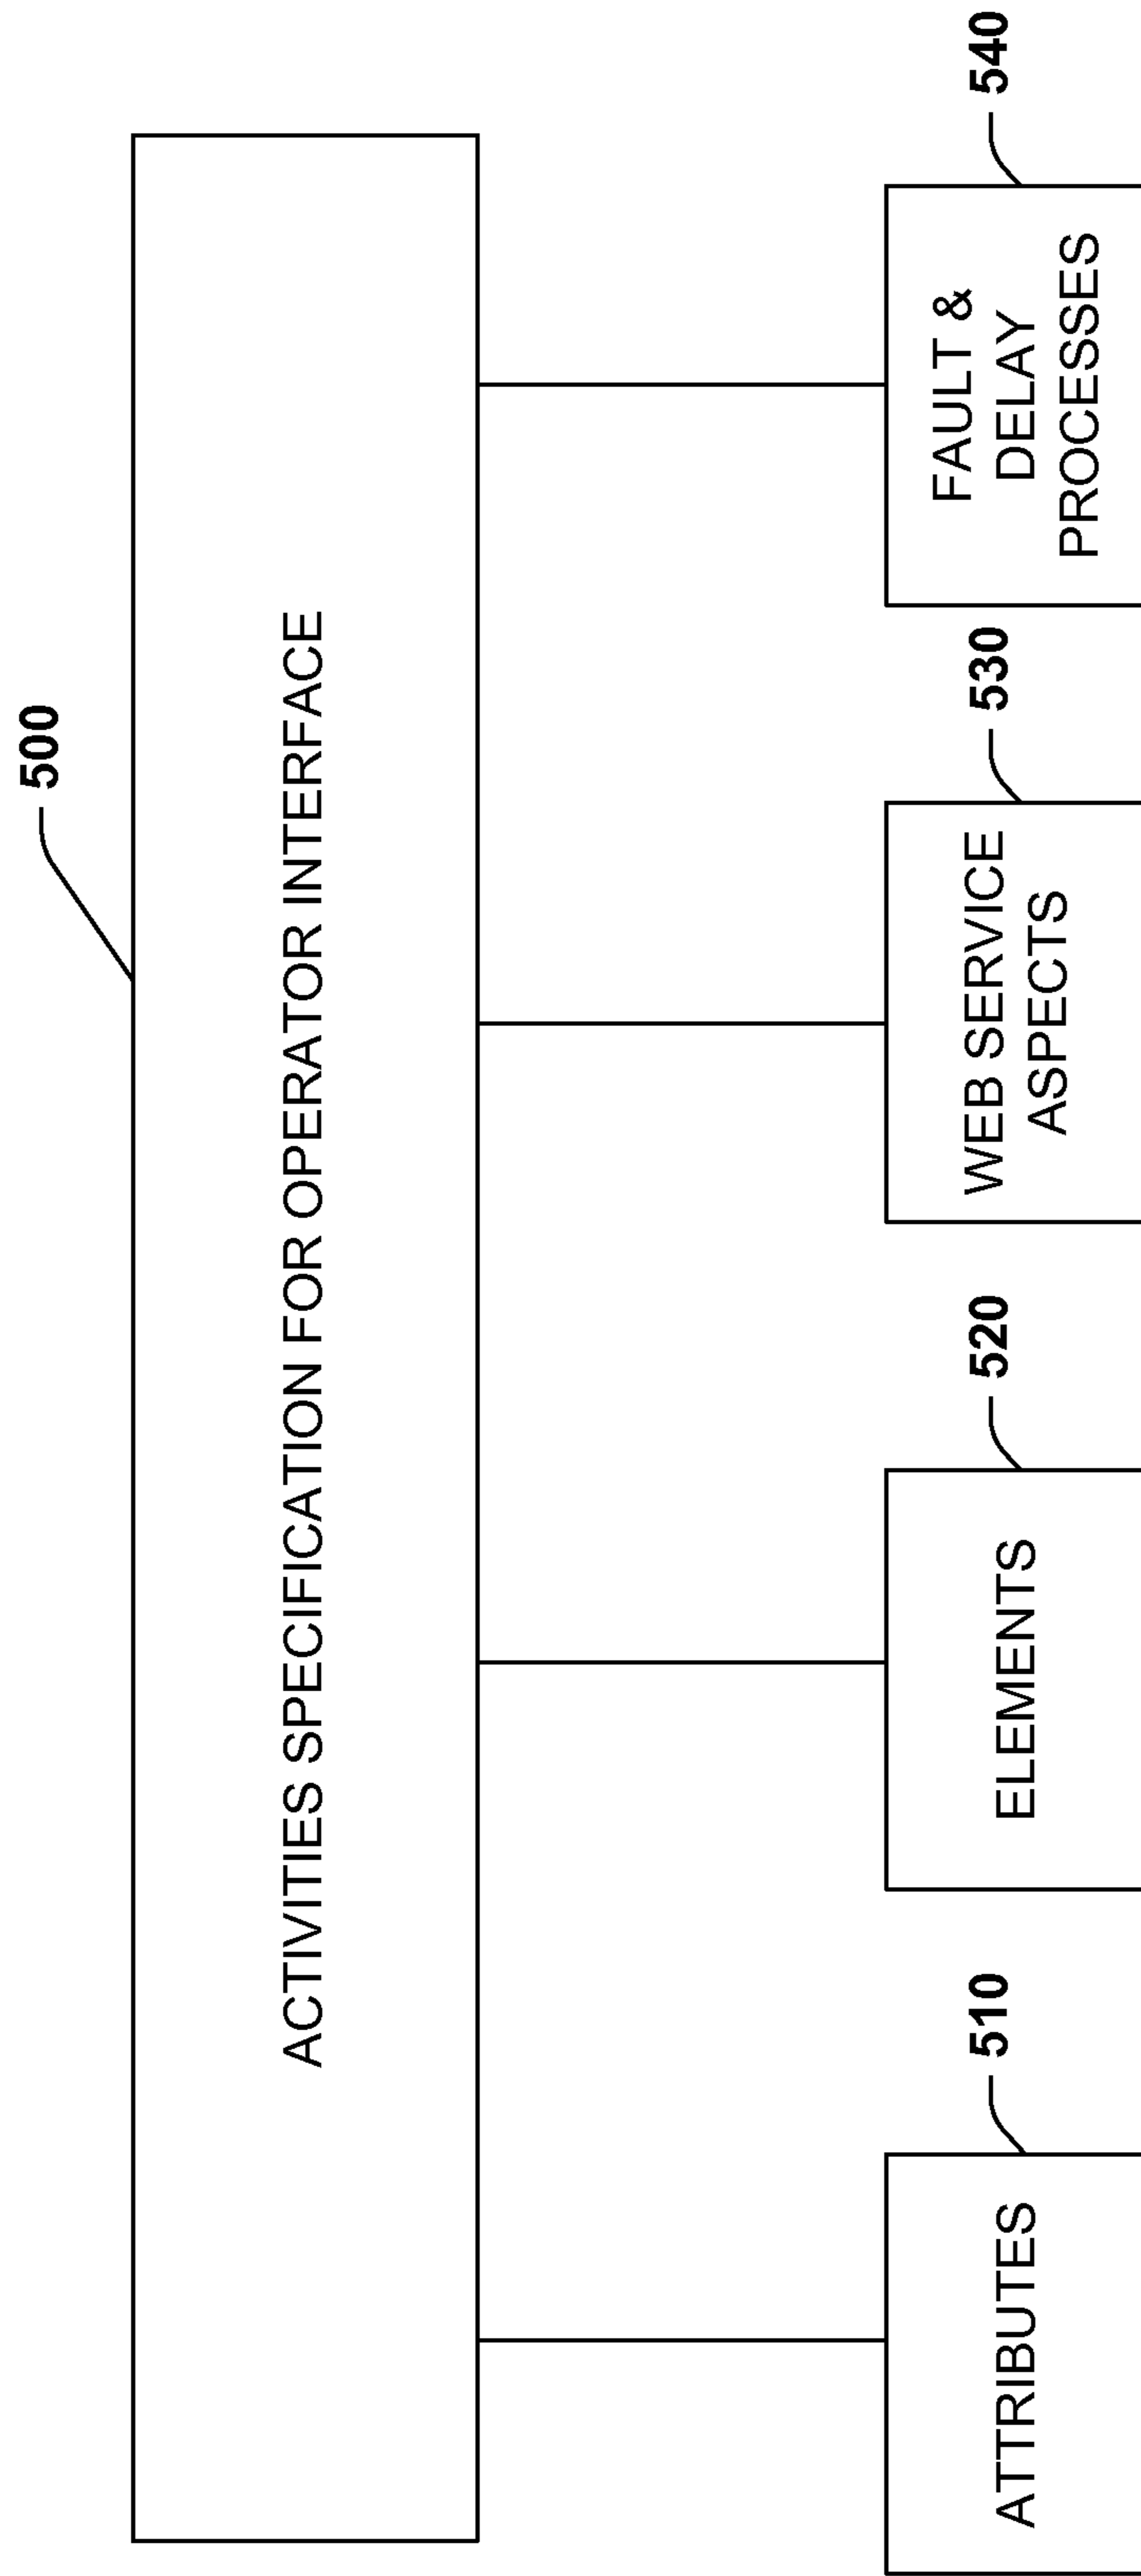 500
ACTIVITIES SPECIFICATION FOR OPERATOR INTERFACE
510
ATTRIBUTES
520
ELEMENTS
530
WEB SERVICE
ASPECTS
540
FAULT &
DELAY
PROCESSES